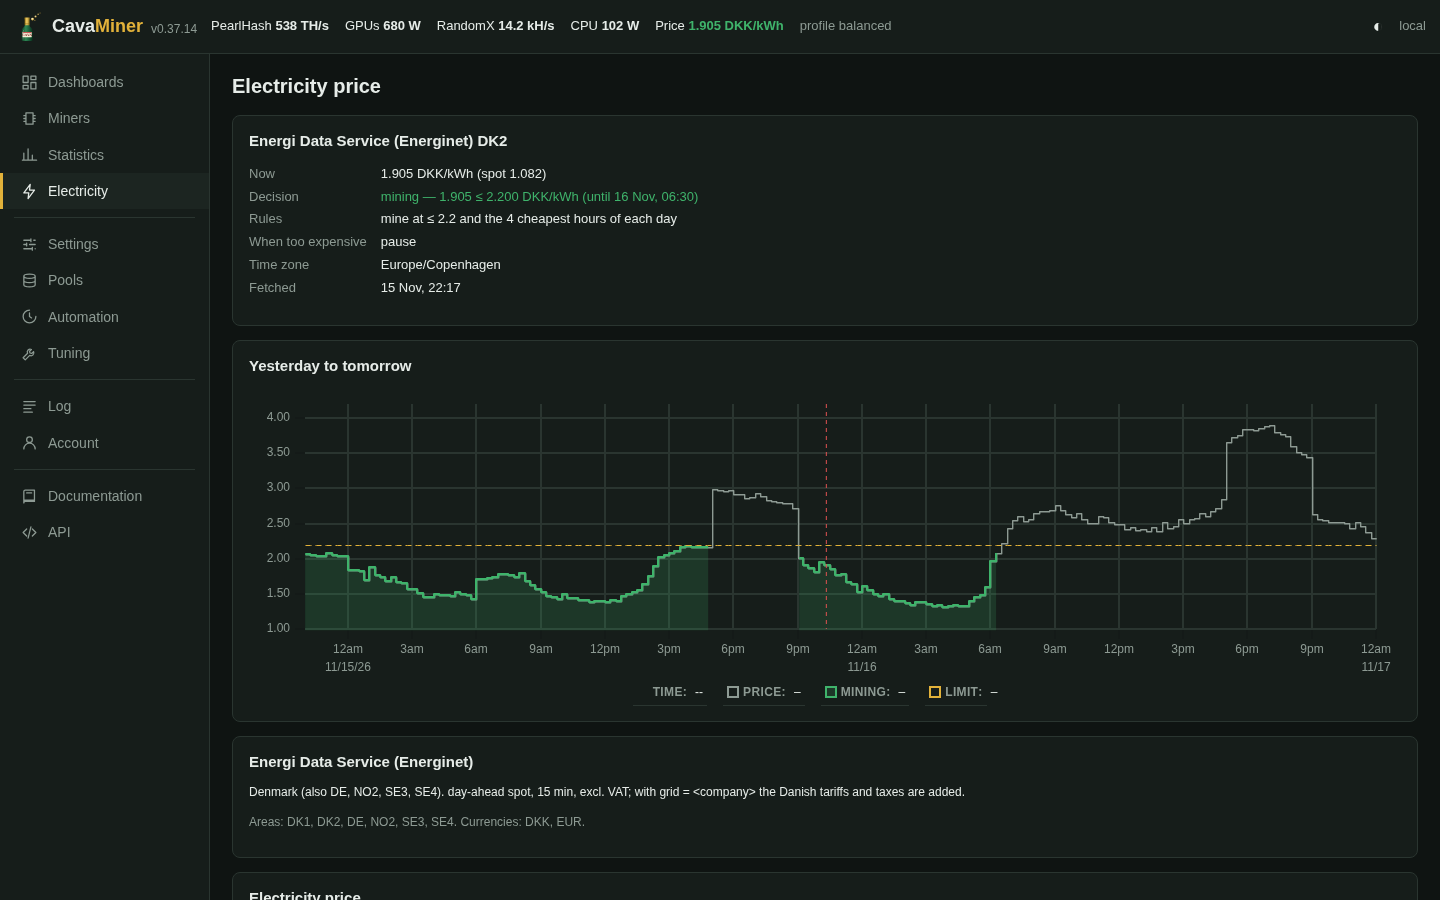 CavaMiner v0.37.14 PearlHash 538 TH/s GPUs 680 W RandomX 14.2 kH/s CPU 102 W Price 1.905 DKK/kWh profile balanced local
Dashboards
Miners
Statistics
Electricity
Settings
Pools
Automation
Tuning
Log
Account
Documentation
API
Electricity price
Energi Data Service (Energinet) DK2
Now 1.905 DKK/kWh (spot 1.082)
Decision mining — 1.905 ≤ 2.200 DKK/kWh (until 16 Nov, 06:30)
Rules mine at ≤ 2.2 and the 4 cheapest hours of each day
When too expensive pause
Time zone Europe/Copenhagen
Fetched 15 Nov, 22:17
Yesterday to tomorrow
4.00
3.50
3.00
2.50
2.00
1.50
1.00
12am 3am 6am 9am 12pm 3pm 6pm 9pm 12am 3am 6am 9am 12pm 3pm 6pm 9pm 12am
11/15/26 11/16 11/17
TIME: -- PRICE: – MINING: – LIMIT: –
Energi Data Service (Energinet)
Denmark (also DE, NO2, SE3, SE4). day-ahead spot, 15 min, excl. VAT; with grid = <company> the Danish tariffs and taxes are added.
Areas: DK1, DK2, DE, NO2, SE3, SE4. Currencies: DKK, EUR.
Electricity price